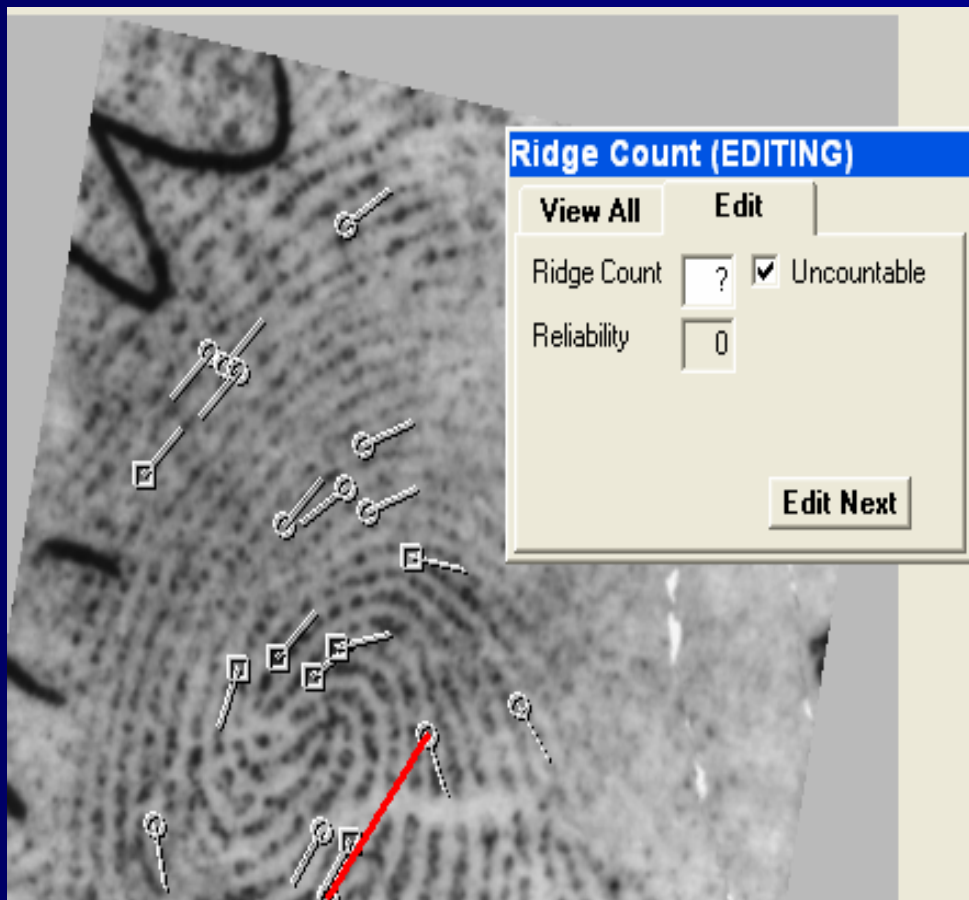 Ridge Count (EDITING)
View All Edit
Ridge Count ? Uncountable
Reliability 0
Edit Next